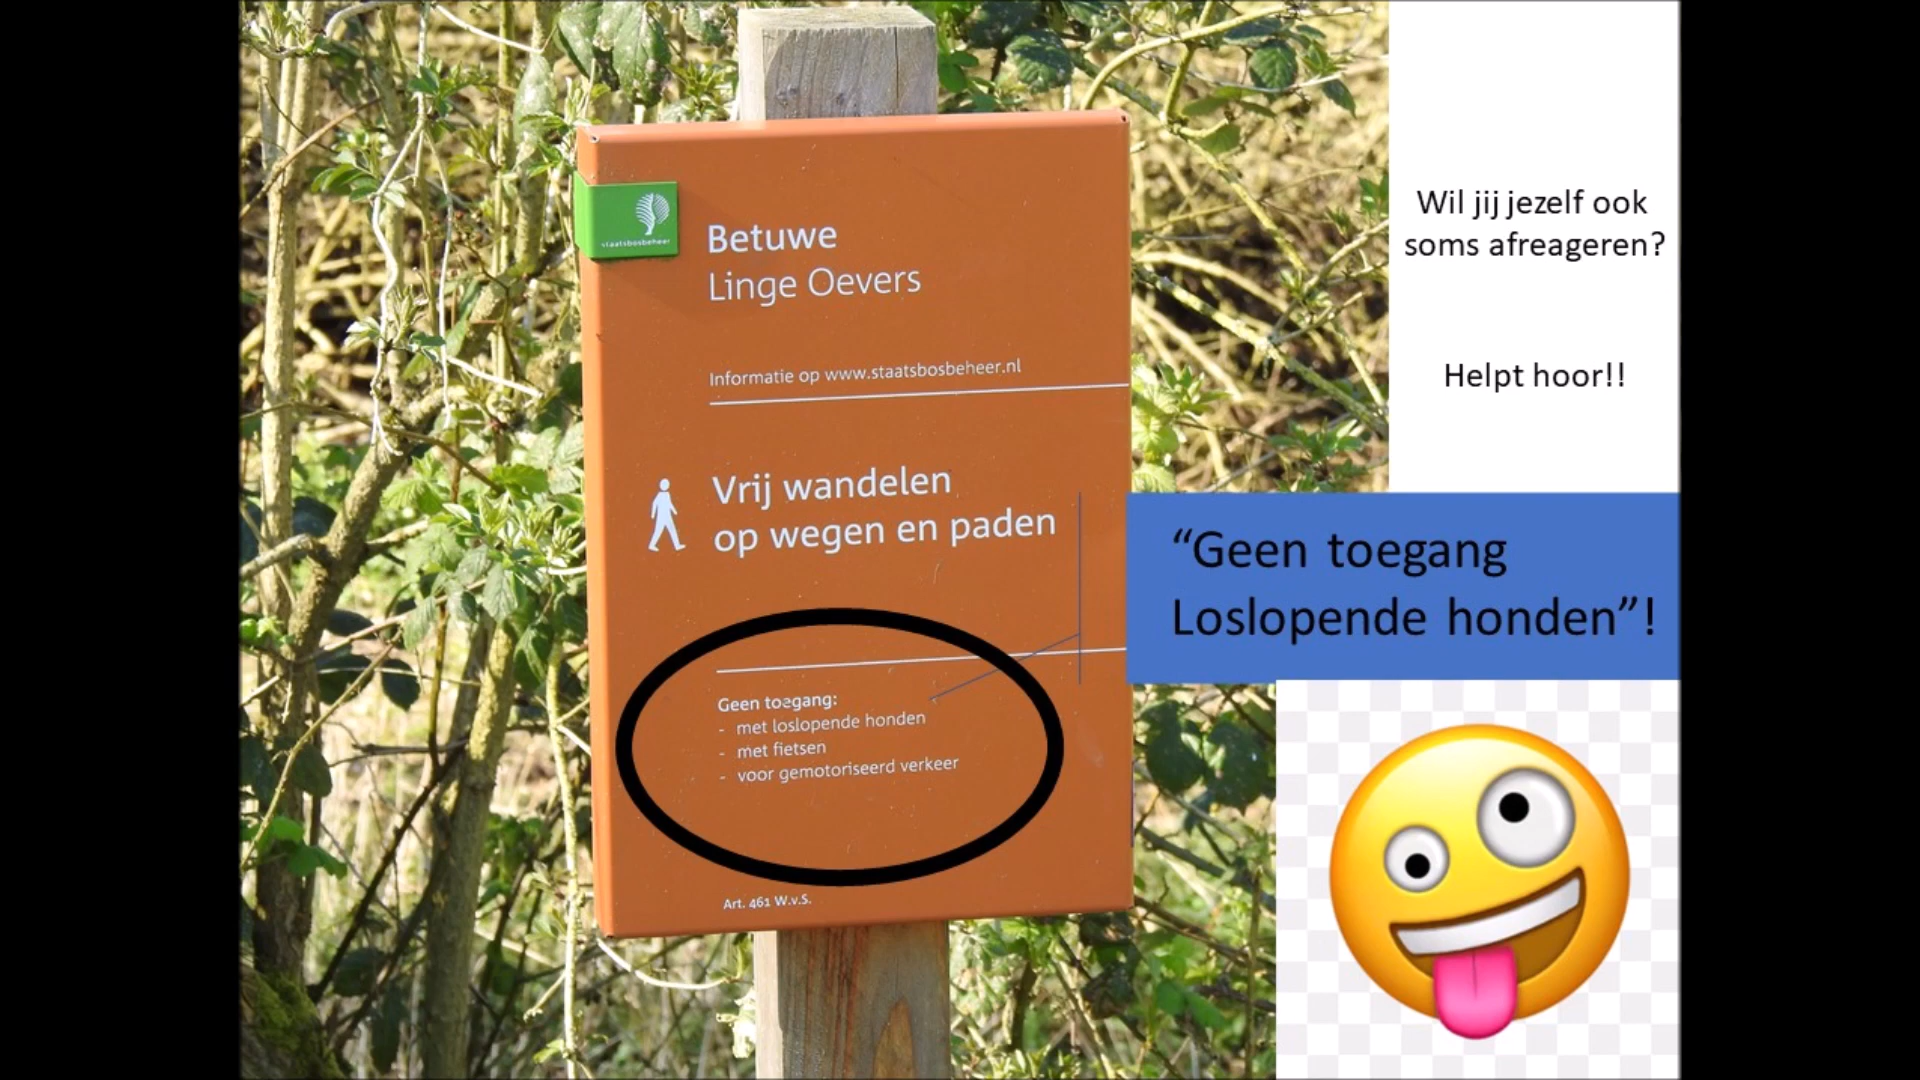 staatsbosbeheer
Betuwe
Linge Oevers
Informatie op www.staatsbosbeheer.nl
Vrij wandelen
op wegen en paden
Geen toegang:
- met loslopende honden
- met fietsen
- voor gemotoriseerd verkeer
Art. 461 W.v.S.
Wil jij jezelf ook
soms afreageren?
Helpt hoor!!
“Geen toegang
Loslopende honden”!